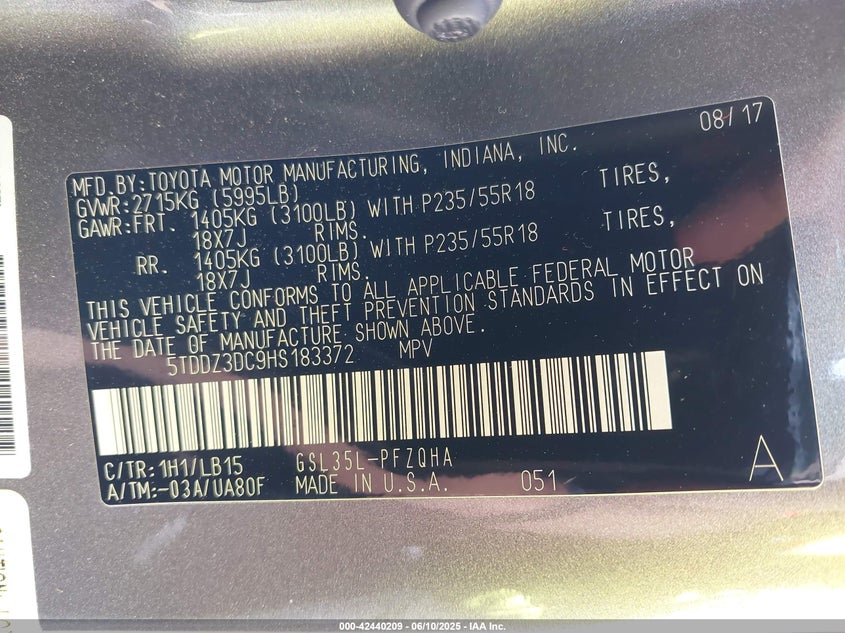 08/17
MFD.BY:TOYOTA MOTOR MANUFACTURING, INDIANA, INC.
GVWR:2715KG (5995LB)
GAWR:FRT. 1405KG (3100LB) WITH P235/55R18 TIRES,
18X7J RIMS.
RR. 1405KG (3100LB) WITH P235/55R18 TIRES,
18X7J RIMS.
THIS VEHICLE CONFORMS TO ALL APPLICABLE FEDERAL MOTOR
VEHICLE SAFETY AND THEFT PREVENTION STANDARDS IN EFFECT ON
THE DATE OF MANUFACTURE SHOWN ABOVE.
5TDDZ3DC9HS183372 MPV
C/TR:1H1/LB15 GSL35L-PFZQHA
A/TM:-03A/UA80F MADE IN U.S.A. 051
A
000-42440209 - 06/10/2025 - IAA Inc.